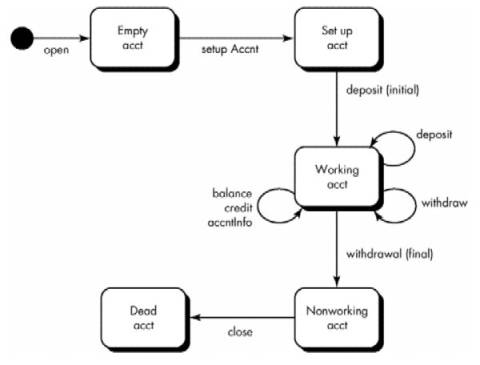 Empty
acct
open
setup Accnt
Set up
acct
deposit (initial)
deposit
Working
acct
balance
credit
accntInfo
withdraw
withdrawal (final)
Dead
acct
close
Nonworking
acct